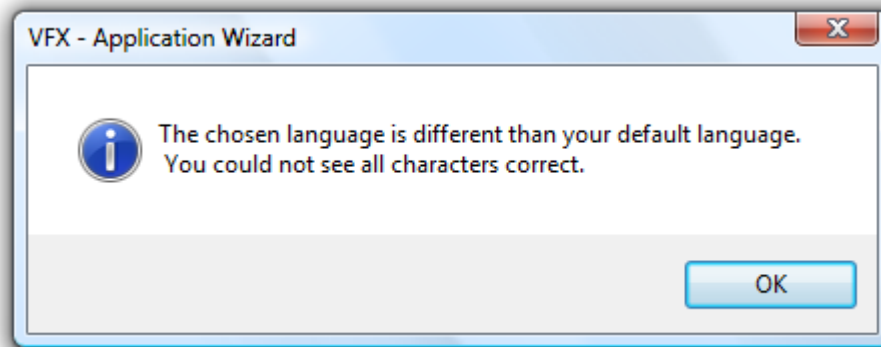 VFX - Application Wizard
The chosen language is different than your default language.
You could not see all characters correct.
OK